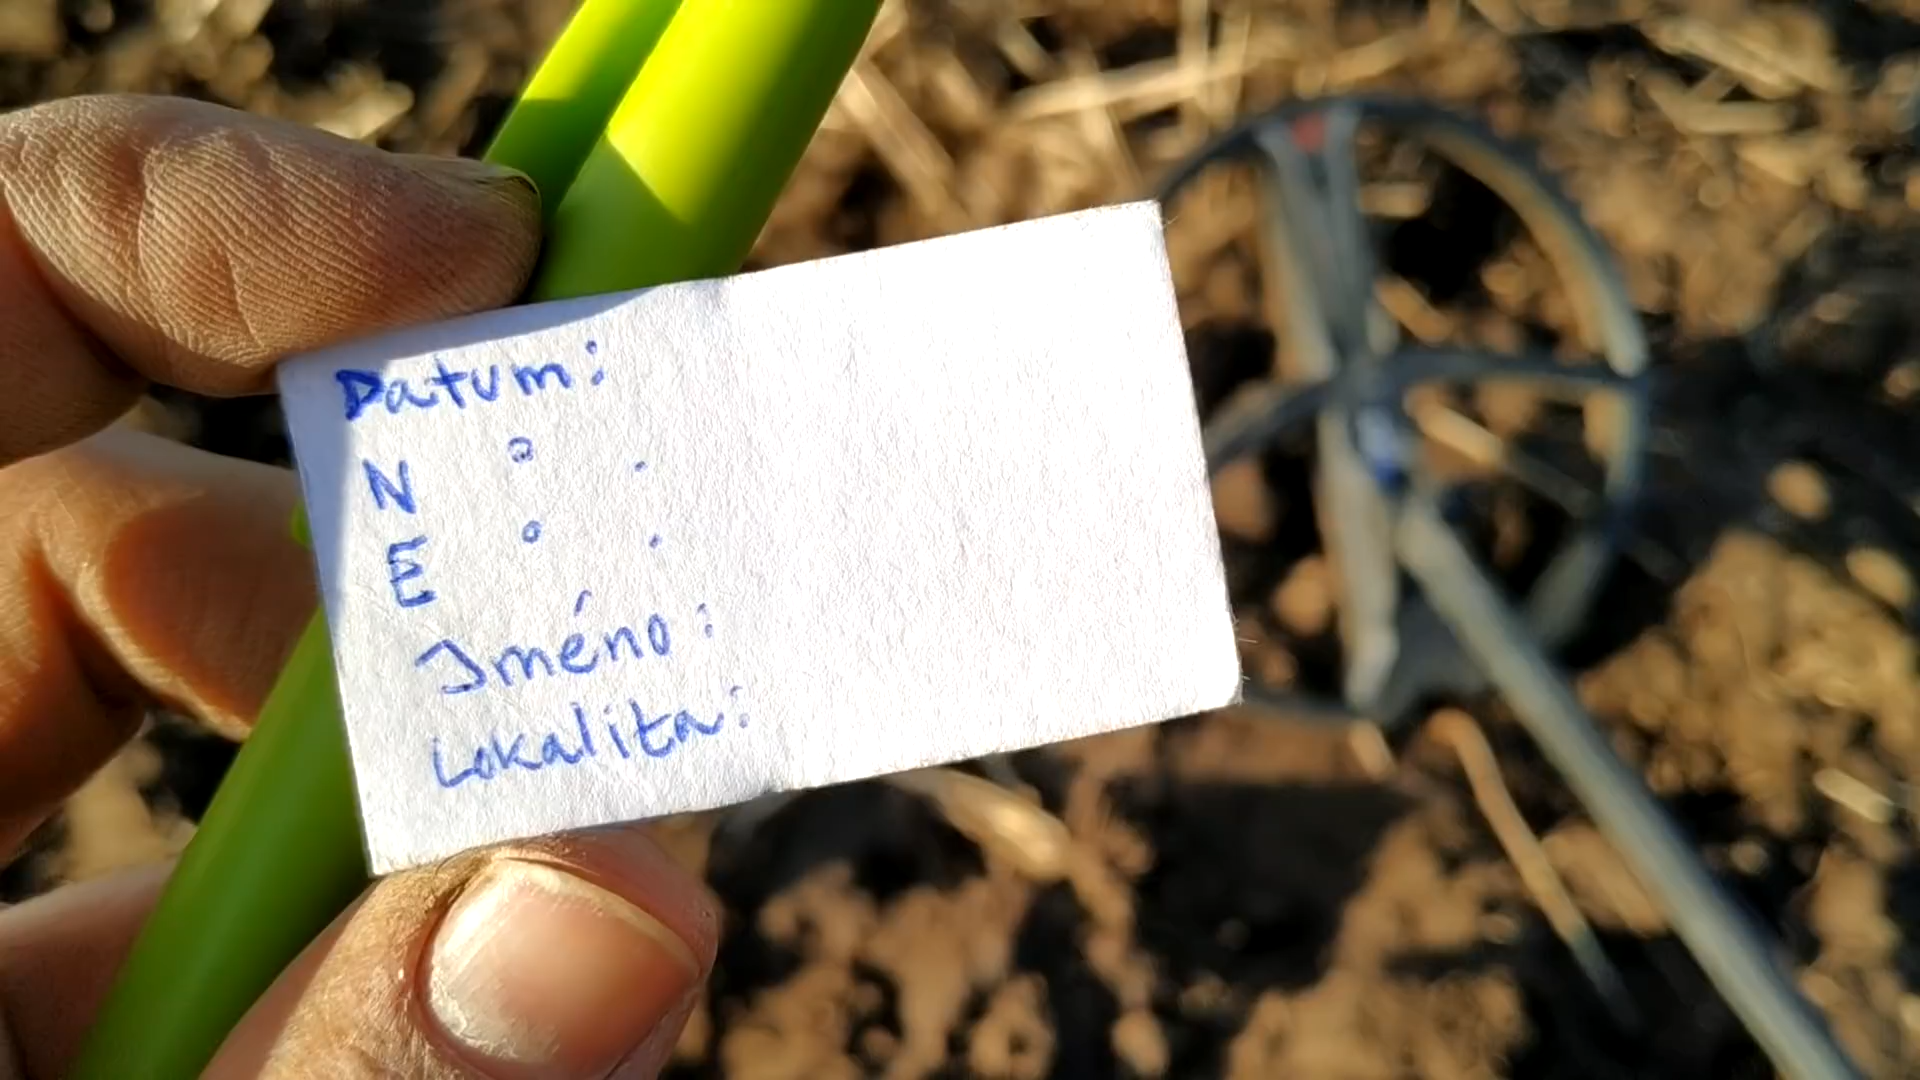 Datum:
N ° .
E ° .
Jméno:
Lokalita: